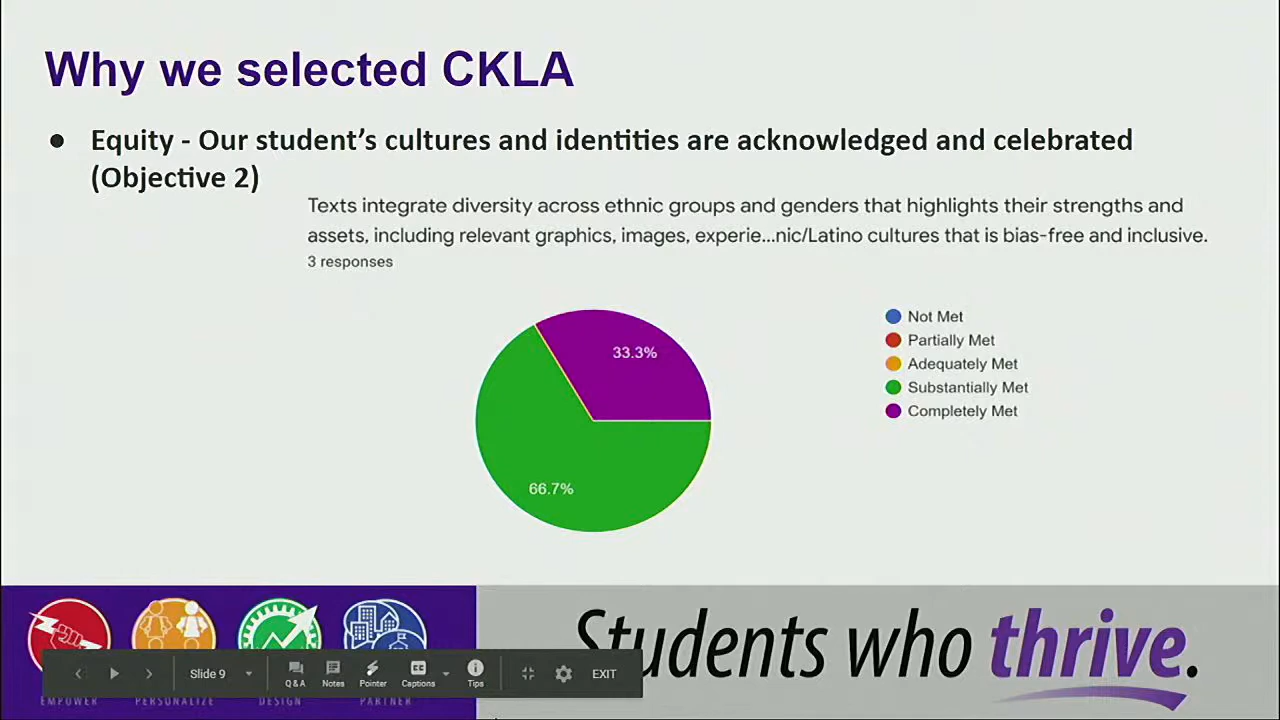 Why we selected CKLA
● Equity - Our student's cultures and identities are acknowledged and celebrated
(Objective 2)
Texts integrate diversity across ethnic groups and genders that highlights their strengths and
assets, including relevant graphics, images, experie...nic/Latino cultures that is bias-free and inclusive.
3 responses
33.3%
66.7%
Not Met
Partially Met
Adequately Met
Substantially Met
Completely Met
Students who thrive.
Slide 9
Q & A
Notes
Pointer
CC
Captions
Tips
EXIT
EMPOWER
PERSONALIZE
DESIGN
PARTNER